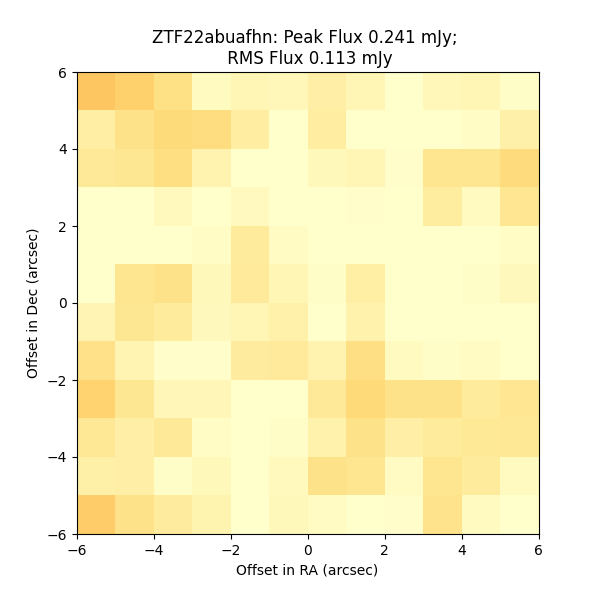 ZTF22abuafhn: Peak Flux 0.241 mJy;
RMS Flux 0.113 mJy
6
4
2
0
−2
−4
−6
Offset in Dec (arcsec)
−6 −4 −2 0 2 4 6
Offset in RA (arcsec)